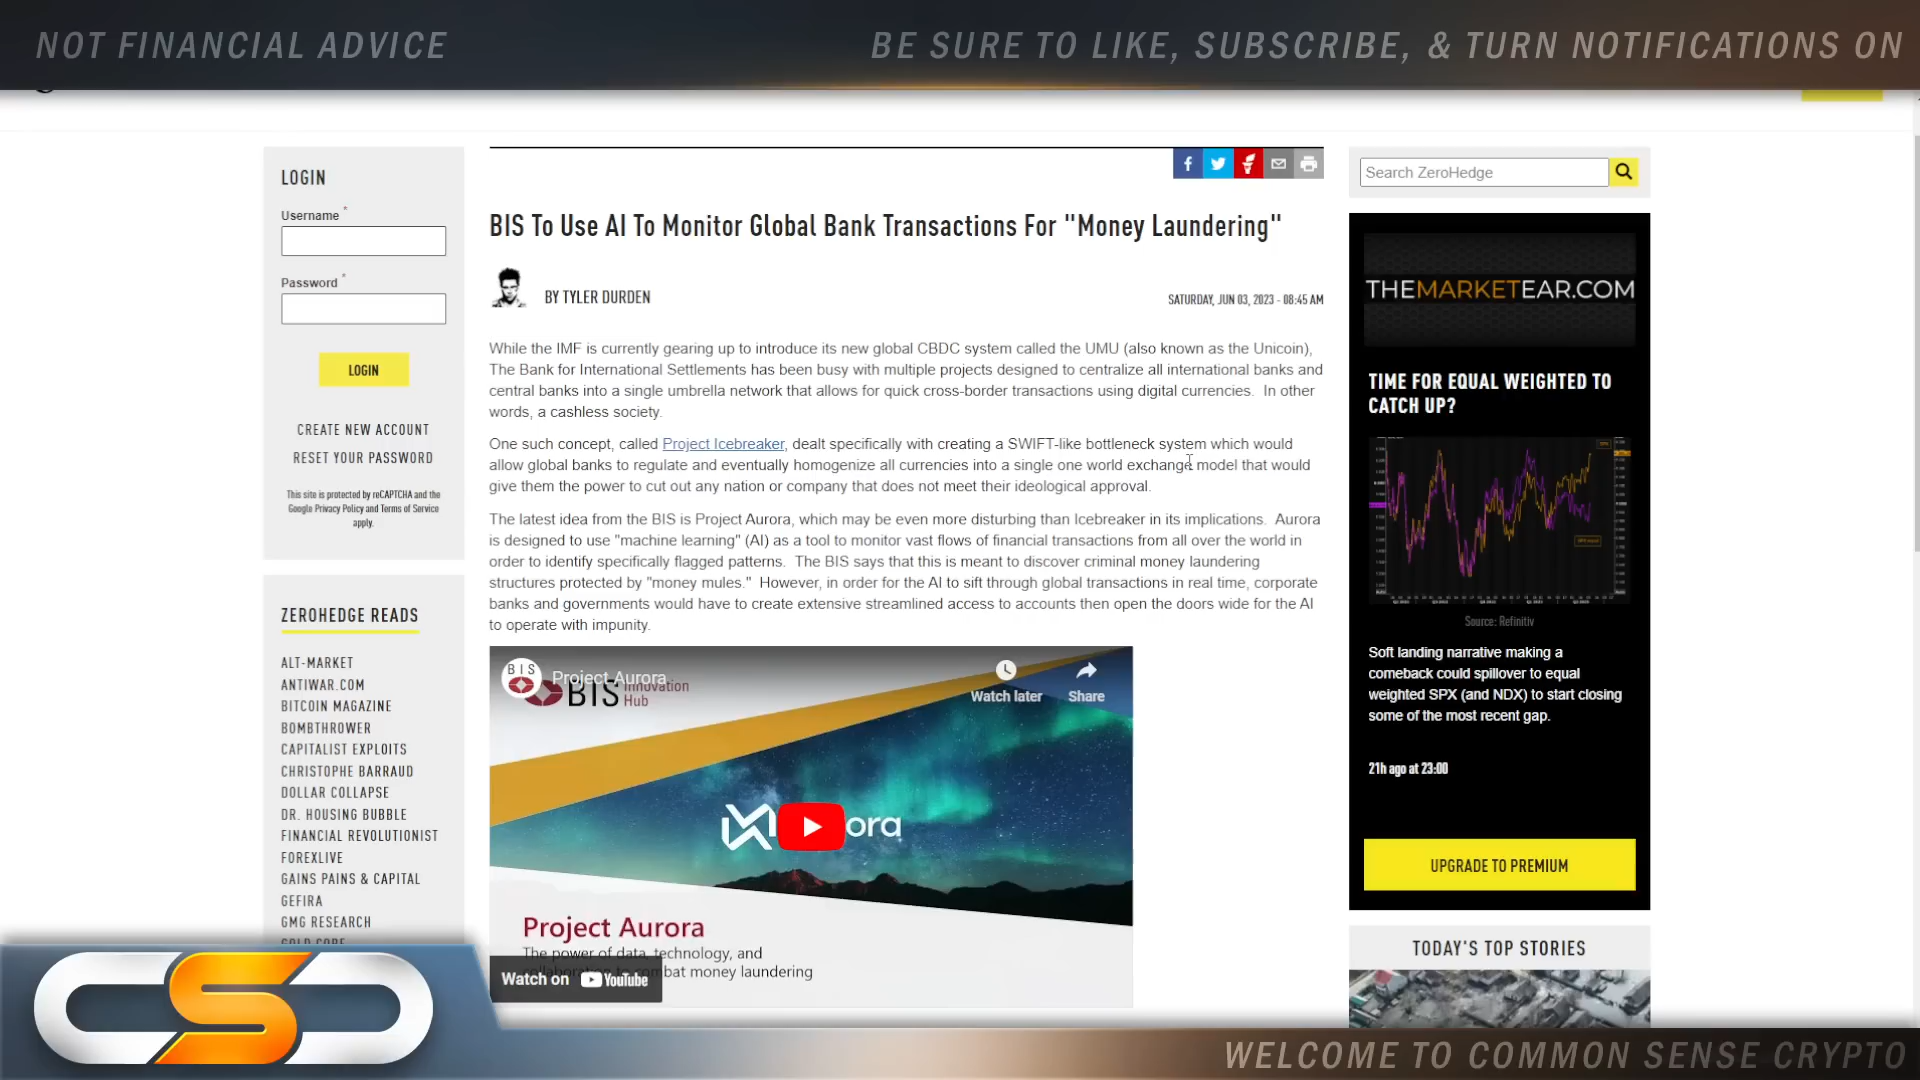 NOT FINANCIAL ADVICE
BE SURE TO LIKE, SUBSCRIBE, & TURN NOTIFICATIONS ON
LOGIN
Username *
Password *
LOGIN
CREATE NEW ACCOUNT
RESET YOUR PASSWORD
This site is protected by reCAPTCHA and the
Google Privacy Policy and Terms of Service
apply.
ZEROHEDGE READS
ALT-MARKET
ANTIWAR.COM
BITCOIN MAGAZINE
BOMBTHROWER
CAPITALIST EXPLOITS
CHRISTOPHE BARRAUD
DOLLAR COLLAPSE
DR. HOUSING BUBBLE
FINANCIAL REVOLUTIONIST
FOREXLIVE
GAINS PAINS & CAPITAL
GEFIRA
GMG RESEARCH
GOLD CORE
BIS To Use AI To Monitor Global Bank Transactions For "Money Laundering"
BY TYLER DURDEN
SATURDAY, JUN 03, 2023 - 08:45 AM
While the IMF is currently gearing up to introduce its new global CBDC system called the UMU (also known as the Unicoin),
The Bank for International Settlements has been busy with multiple projects designed to centralize all international banks and
central banks into a single umbrella network that allows for quick cross-border transactions using digital currencies.  In other
words, a cashless society.
One such concept, called Project Icebreaker, dealt specifically with creating a SWIFT-like bottleneck system which would
allow global banks to regulate and eventually homogenize all currencies into a single one world exchange model that would
give them the power to cut out any nation or company that does not meet their ideological approval.
The latest idea from the BIS is Project Aurora, which may be even more disturbing than Icebreaker in its implications.  Aurora
is designed to use "machine learning" (AI) as a tool to monitor vast flows of financial transactions from all over the world in
order to identify specifically flagged patterns.  The BIS says that this is meant to discover criminal money laundering
structures protected by "money mules."  However, in order for the AI to sift through global transactions in real time, corporate
banks and governments would have to create extensive streamlined access to accounts then open the doors wide for the AI
to operate with impunity.
BIS
Project Aurora
BIS Innovation
Hub
Watch later
Share
ora
Project Aurora
The power of data, technology, and
combat money laundering
Watch on YouTube
Search ZeroHedge
THEMARKETEAR.COM
TIME FOR EQUAL WEIGHTED TO
CATCH UP?
Source: Refinitiv
Soft landing narrative making a
comeback could spillover to equal
weighted SPX (and NDX) to start closing
some of the most recent gap.
21h ago at 23:00
UPGRADE TO PREMIUM
TODAY'S TOP STORIES
CSC
WELCOME TO COMMON SENSE CRYPTO